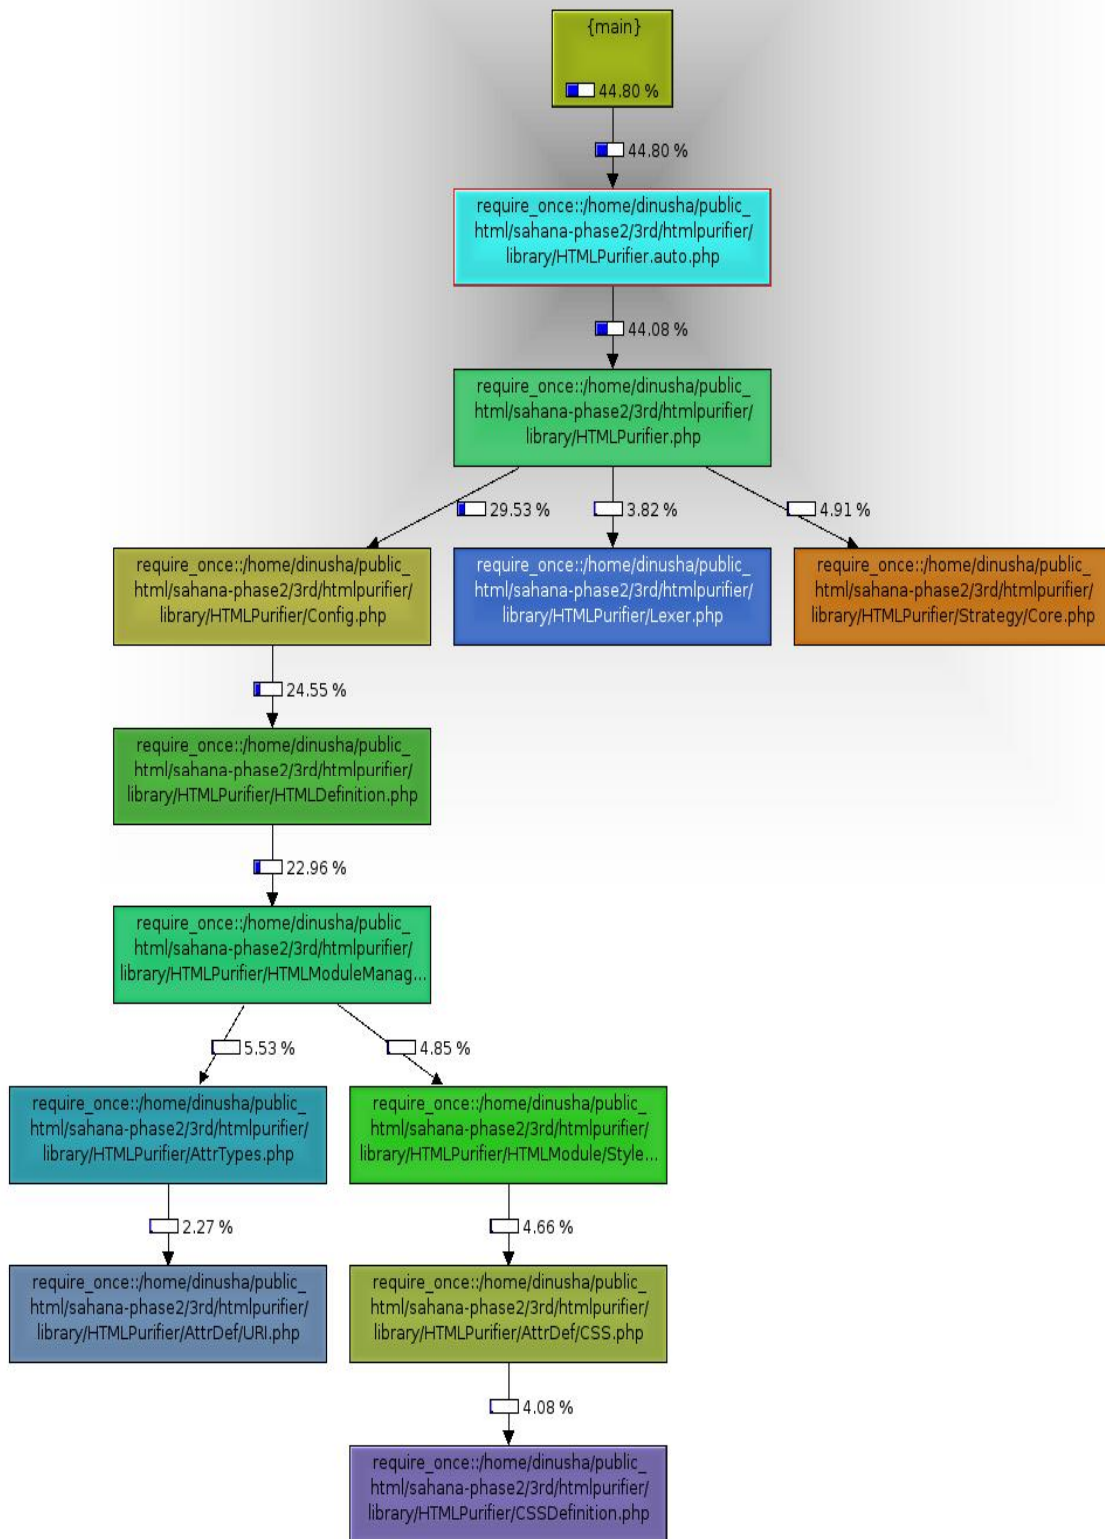 {main}
44.80 %
44.80 %
require_once::/home/dinusha/public_
html/sahana-phase2/3rd/htmlpurifier/
library/HTMLPurifier.auto.php
44.08 %
require_once::/home/dinusha/public_
html/sahana-phase2/3rd/htmlpurifier/
library/HTMLPurifier.php
29.53 %
3.82 %
4.91 %
require_once::/home/dinusha/public_
html/sahana-phase2/3rd/htmlpurifier/
library/HTMLPurifier/Config.php
require_once::/home/dinusha/public_
html/sahana-phase2/3rd/htmlpurifier/
library/HTMLPurifier/Lexer.php
require_once::/home/dinusha/public_
html/sahana-phase2/3rd/htmlpurifier/
library/HTMLPurifier/Strategy/Core.php
24.55 %
require_once::/home/dinusha/public_
html/sahana-phase2/3rd/htmlpurifier/
library/HTMLPurifier/HTMLDefinition.php
22.96 %
require_once::/home/dinusha/public_
html/sahana-phase2/3rd/htmlpurifier/
library/HTMLPurifier/HTMLModuleManag...
5.53 %
4.85 %
require_once::/home/dinusha/public_
html/sahana-phase2/3rd/htmlpurifier/
library/HTMLPurifier/AttrTypes.php
require_once::/home/dinusha/public_
html/sahana-phase2/3rd/htmlpurifier/
library/HTMLPurifier/HTMLModule/Style...
2.27 %
4.66 %
require_once::/home/dinusha/public_
html/sahana-phase2/3rd/htmlpurifier/
library/HTMLPurifier/AttrDef/URI.php
require_once::/home/dinusha/public_
html/sahana-phase2/3rd/htmlpurifier/
library/HTMLPurifier/AttrDef/CSS.php
4.08 %
require_once::/home/dinusha/public_
html/sahana-phase2/3rd/htmlpurifier/
library/HTMLPurifier/CSSDefinition.php